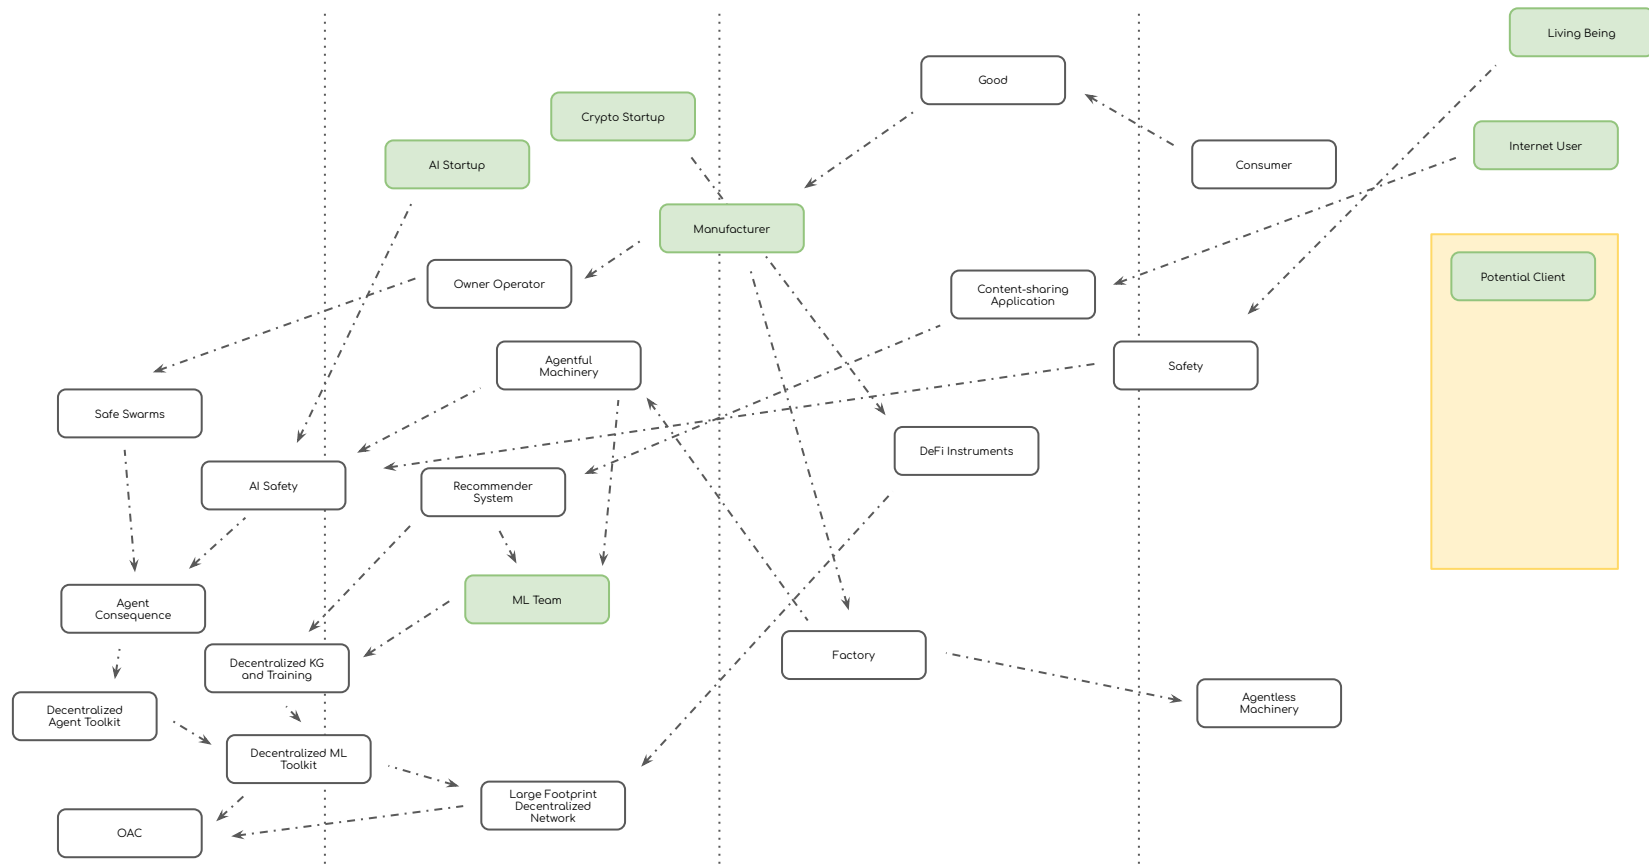 Living Being
Good
Crypto Startup
Internet User
AI Startup
Consumer
Manufacturer
Potential Client
Owner Operator
Content-sharing
Application
Agentful
Machinery
Safety
Safe Swarms
DeFi Instruments
AI Safety
Recommender
System
ML Team
Agent
Consequence
Factory
Decentralized KG
and Training
Agentless
Machinery
Decentralized
Agent Toolkit
Decentralized ML
Toolkit
Large Footprint
Decentralized
Network
OAC